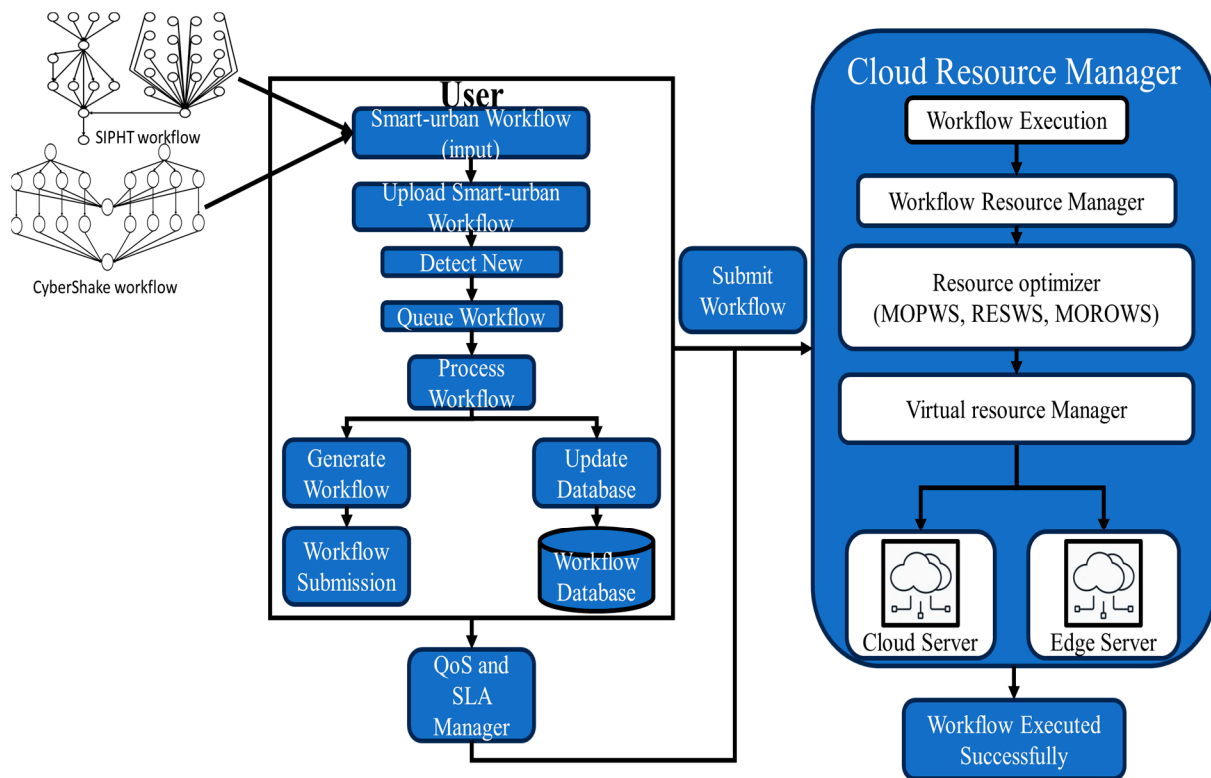 SIPHT workflow
CyberShake workflow
User
Smart-urban Workflow
(input)
Upload Smart-urban
Workflow
Detect New
Queue Workflow
Process
Workflow
Generate
Workflow
Update
Database
Workflow
Submission
Workflow
Database
QoS and
SLA
Manager
Submit
Workflow
Cloud Resource Manager
Workflow Execution
Workflow Resource Manager
Resource optimizer
(MOPWS, RESWS, MOROWS)
Virtual resource Manager
Cloud Server
Edge Server
Workflow Executed
Successfully